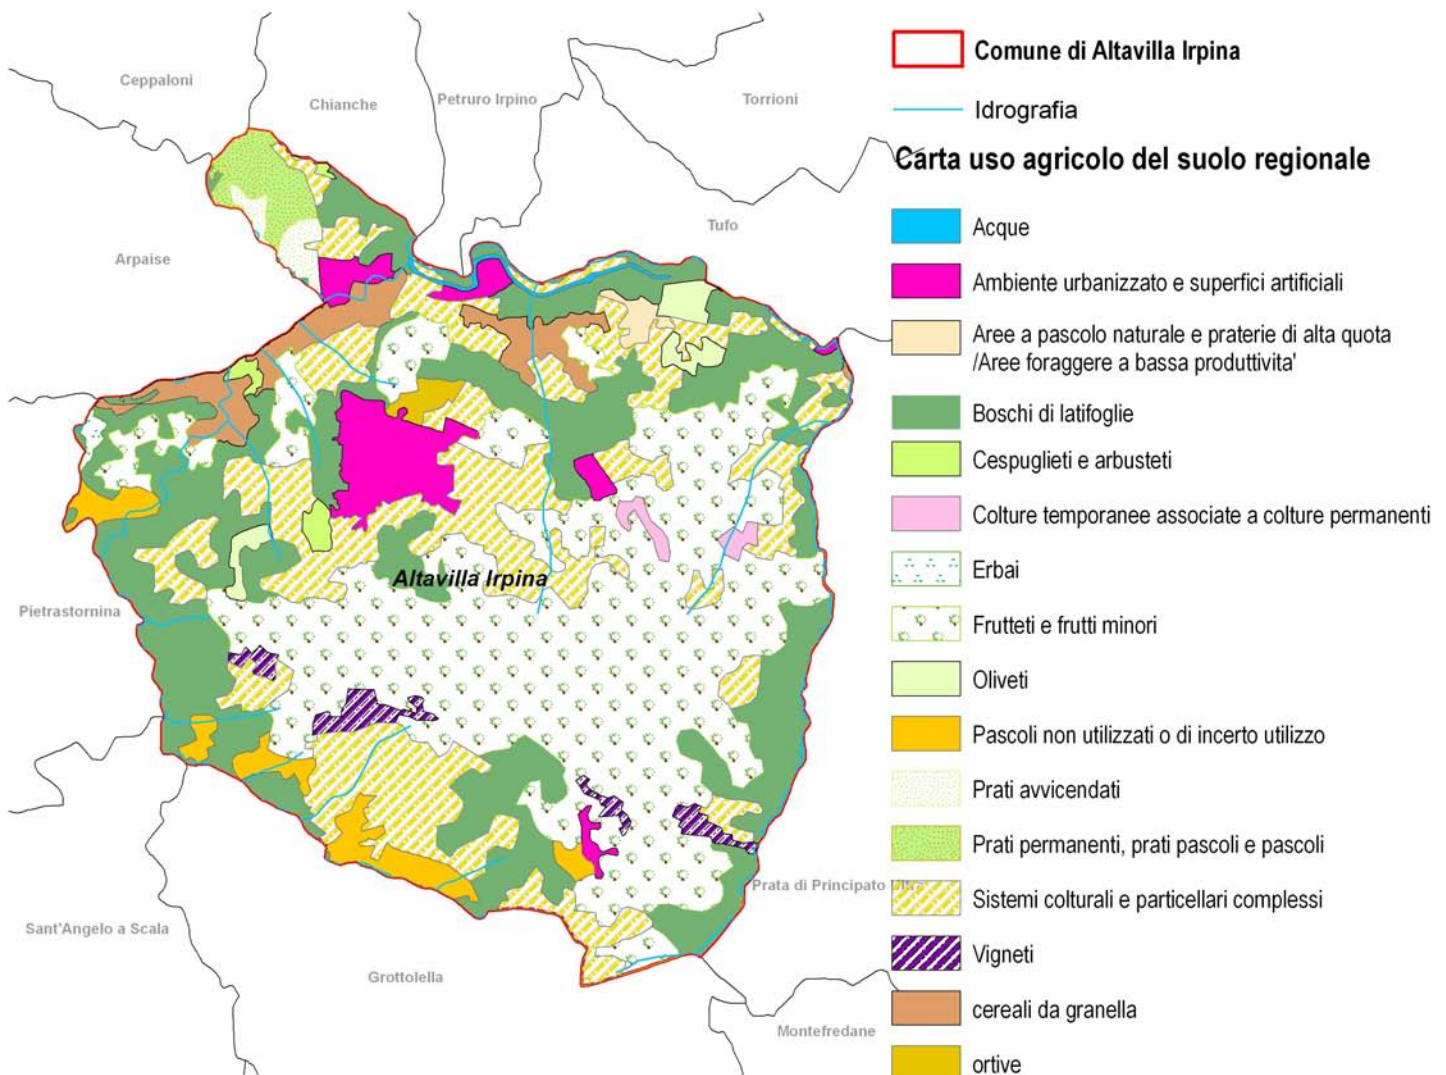 Ceppaloni
Chianche
Petruro Irpino
Torrioni
Tufo
Arpaise
Altavilla Irpina
Pietrastornina
Prata di Principato
Sant'Angelo a Scala
Grottolella
Montefredane
Comune di Altavilla Irpina
Idrografia
Carta uso agricolo del suolo regionale
Acque
Ambiente urbanizzato e superfici artificiali
Aree a pascolo naturale e praterie di alta quota
/Aree foraggere a bassa produttivita'
Boschi di latifoglie
Cespuglieti e arbusteti
Colture temporanee associate a colture permanenti
Erbai
Frutteti e frutti minori
Oliveti
Pascoli non utilizzati o di incerto utilizzo
Prati avvicendati
Prati permanenti, prati pascoli e pascoli
Sistemi colturali e particellari complessi
Vigneti
cereali da granella
ortive